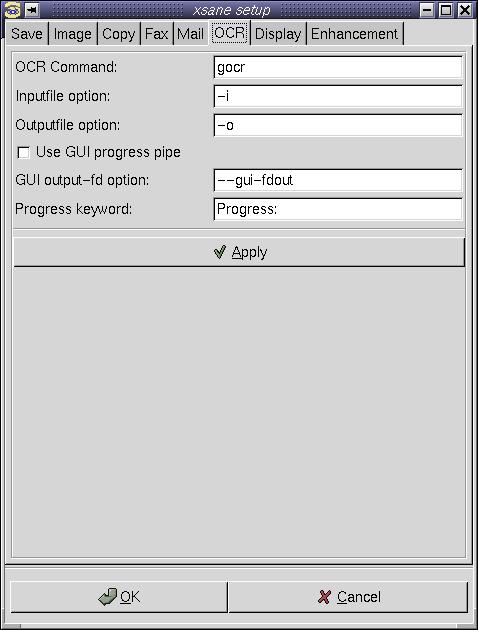 xsane setup
Save Image Copy Fax Mail OCR Display Enhancement
OCR Command: gocr
Inputfile option: -i
Outputfile option: -o
Use GUI progress pipe
GUI output-fd option: --gui-fdout
Progress keyword: Progress:
Apply
OK Cancel